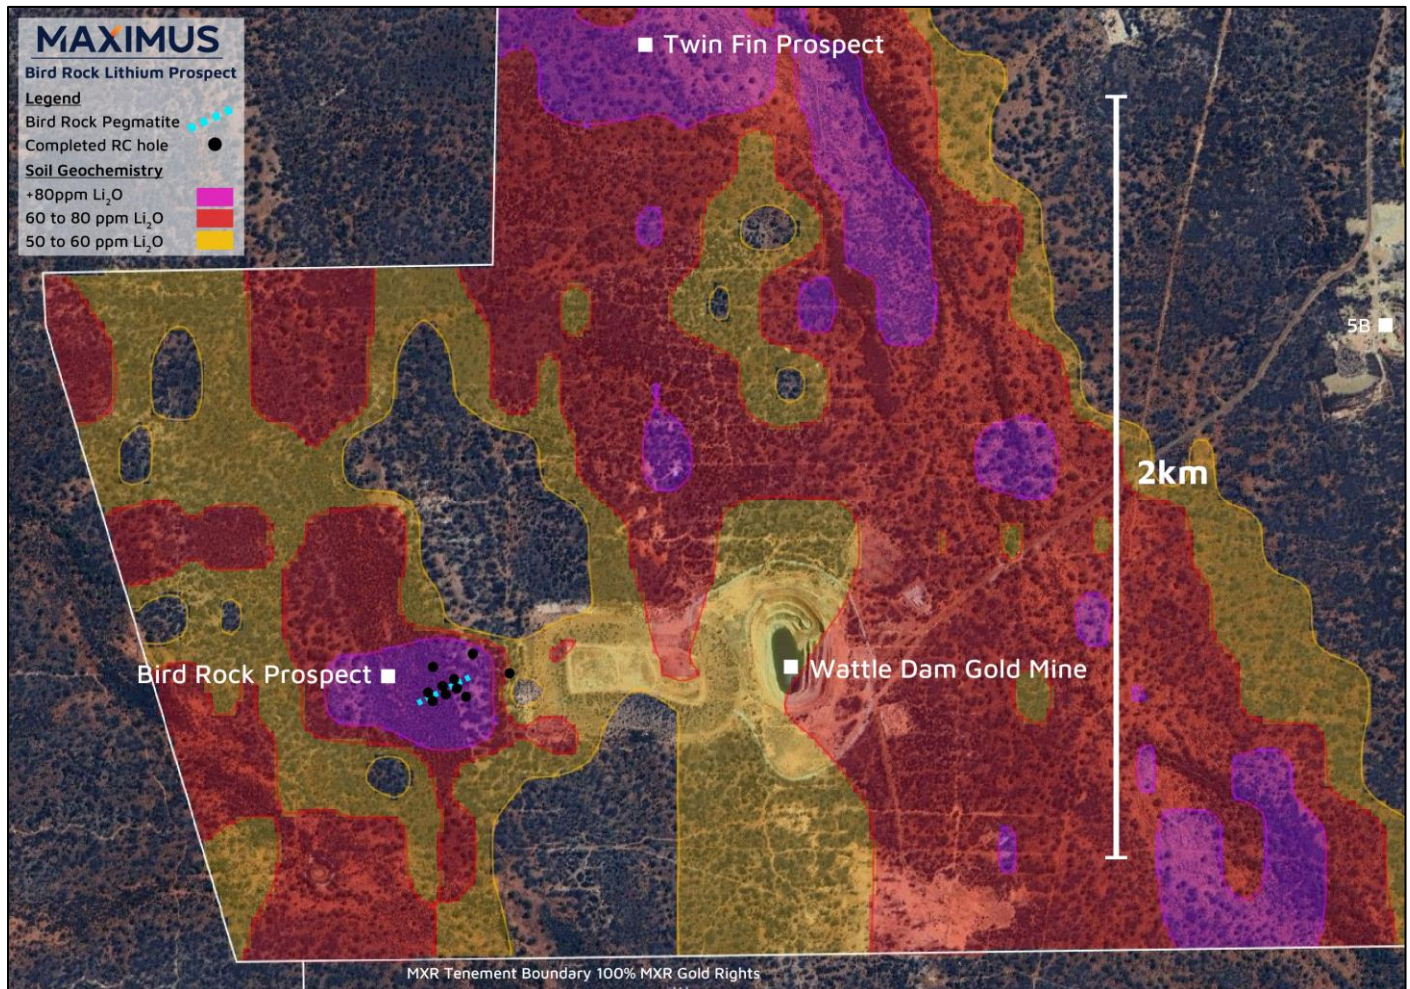 MAXIMUS
Bird Rock Lithium Prospect
Legend
Bird Rock Pegmatite
Completed RC hole
Soil Geochemistry
+80ppm Li₂O
60 to 80 ppm Li₂O
50 to 60 ppm Li₂O
Twin Fin Prospect
5B
2km
Bird Rock Prospect
Wattle Dam Gold Mine
MXR Tenement Boundary 100% MXR Gold Rights